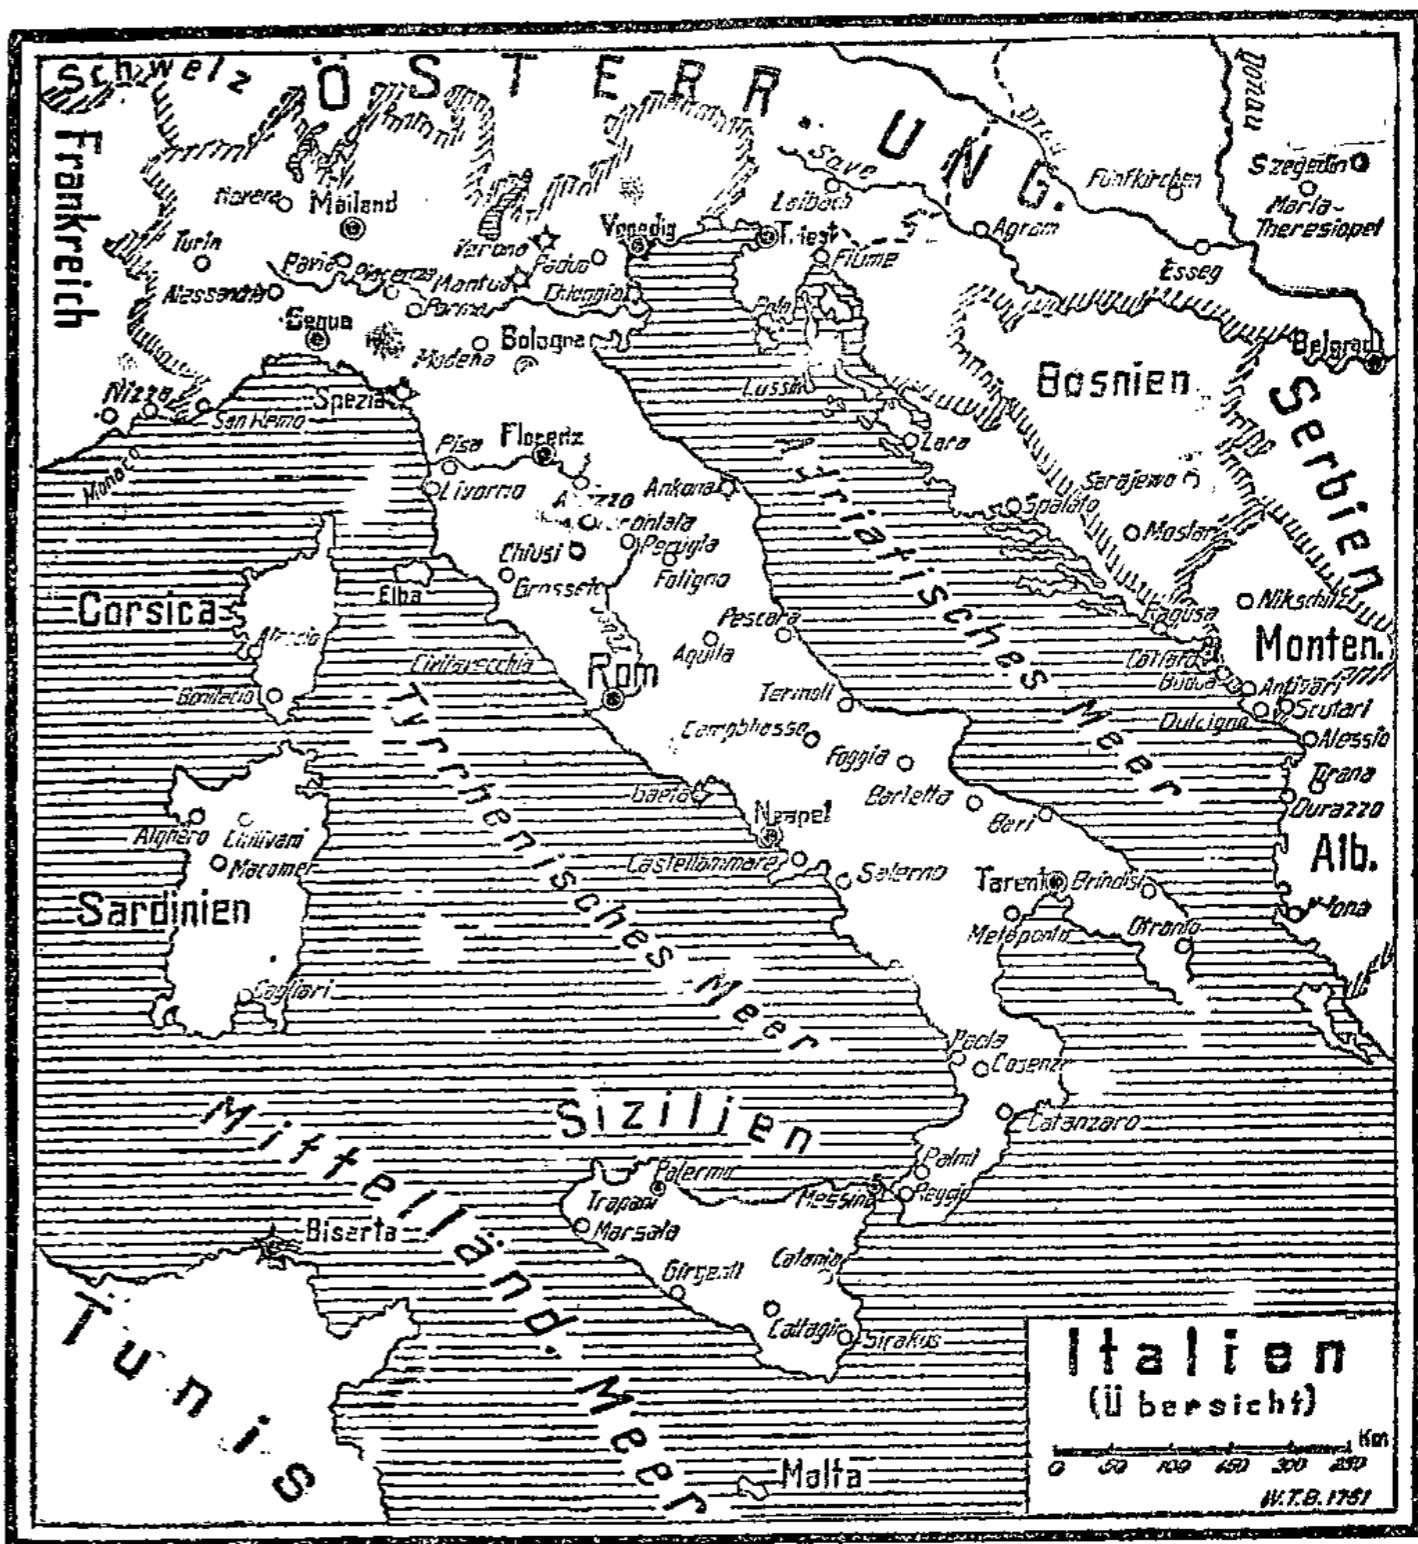 Schweiz
ÖSTERR. UNG.
Frankreich
Donau
Drau
Save
Szegedin
Maria-
Theresiopel
Fünfkirchen
Laibach
Agram
Esseg
Novara
Mailand
Turin
Verona
Venedig
Triest
Fiume
Pavia
Piacenza
Mantua
Padua
Chioggia
Alessandria
Parma
Pola
Genua
Modena
Bologna
Belgrad
Bosnien
Serbien
Nizza
San Remo
Spezia
Lussin
Monaco
Pisa
Florenz
Zara
Livorno
Ankona
Sarajewo
Spalato
Mostar
Chiusi
Perugia
Foligno
Grosseto
Elba
Corsica
Ajaccio
Bonifacio
Adriatisches Meer
Nikschitz
Ragusa
Monten.
Pescara
Aquila
Civitavecchia
Rom
Cattaro
Budua
Antivari
Termoli
Dulcigno
Scutari
Campobasso
Alessio
Foggia
Tyrrhenisches Meer
Tirana
Gaeta
Barletta
Durazzo
Bari
Neapel
Alghero
Macomer
Castellammare
Salerno
Tarent
Brindisi
Alb.
Sardinien
Metaponto
Otranto
Cagliari
Paola
Cosenza
Sizilien
Catanzaro
Mittelländ. Meer
Palmi
Palermo
Trapani
Messina
Reggio
Marsala
Biserta
Catania
Girgenti
Caltagir
Sirakus
Tunis
Malta
Italien
(Übersicht)
Km
0 50 100 150 200 250
W.T.B. 1751